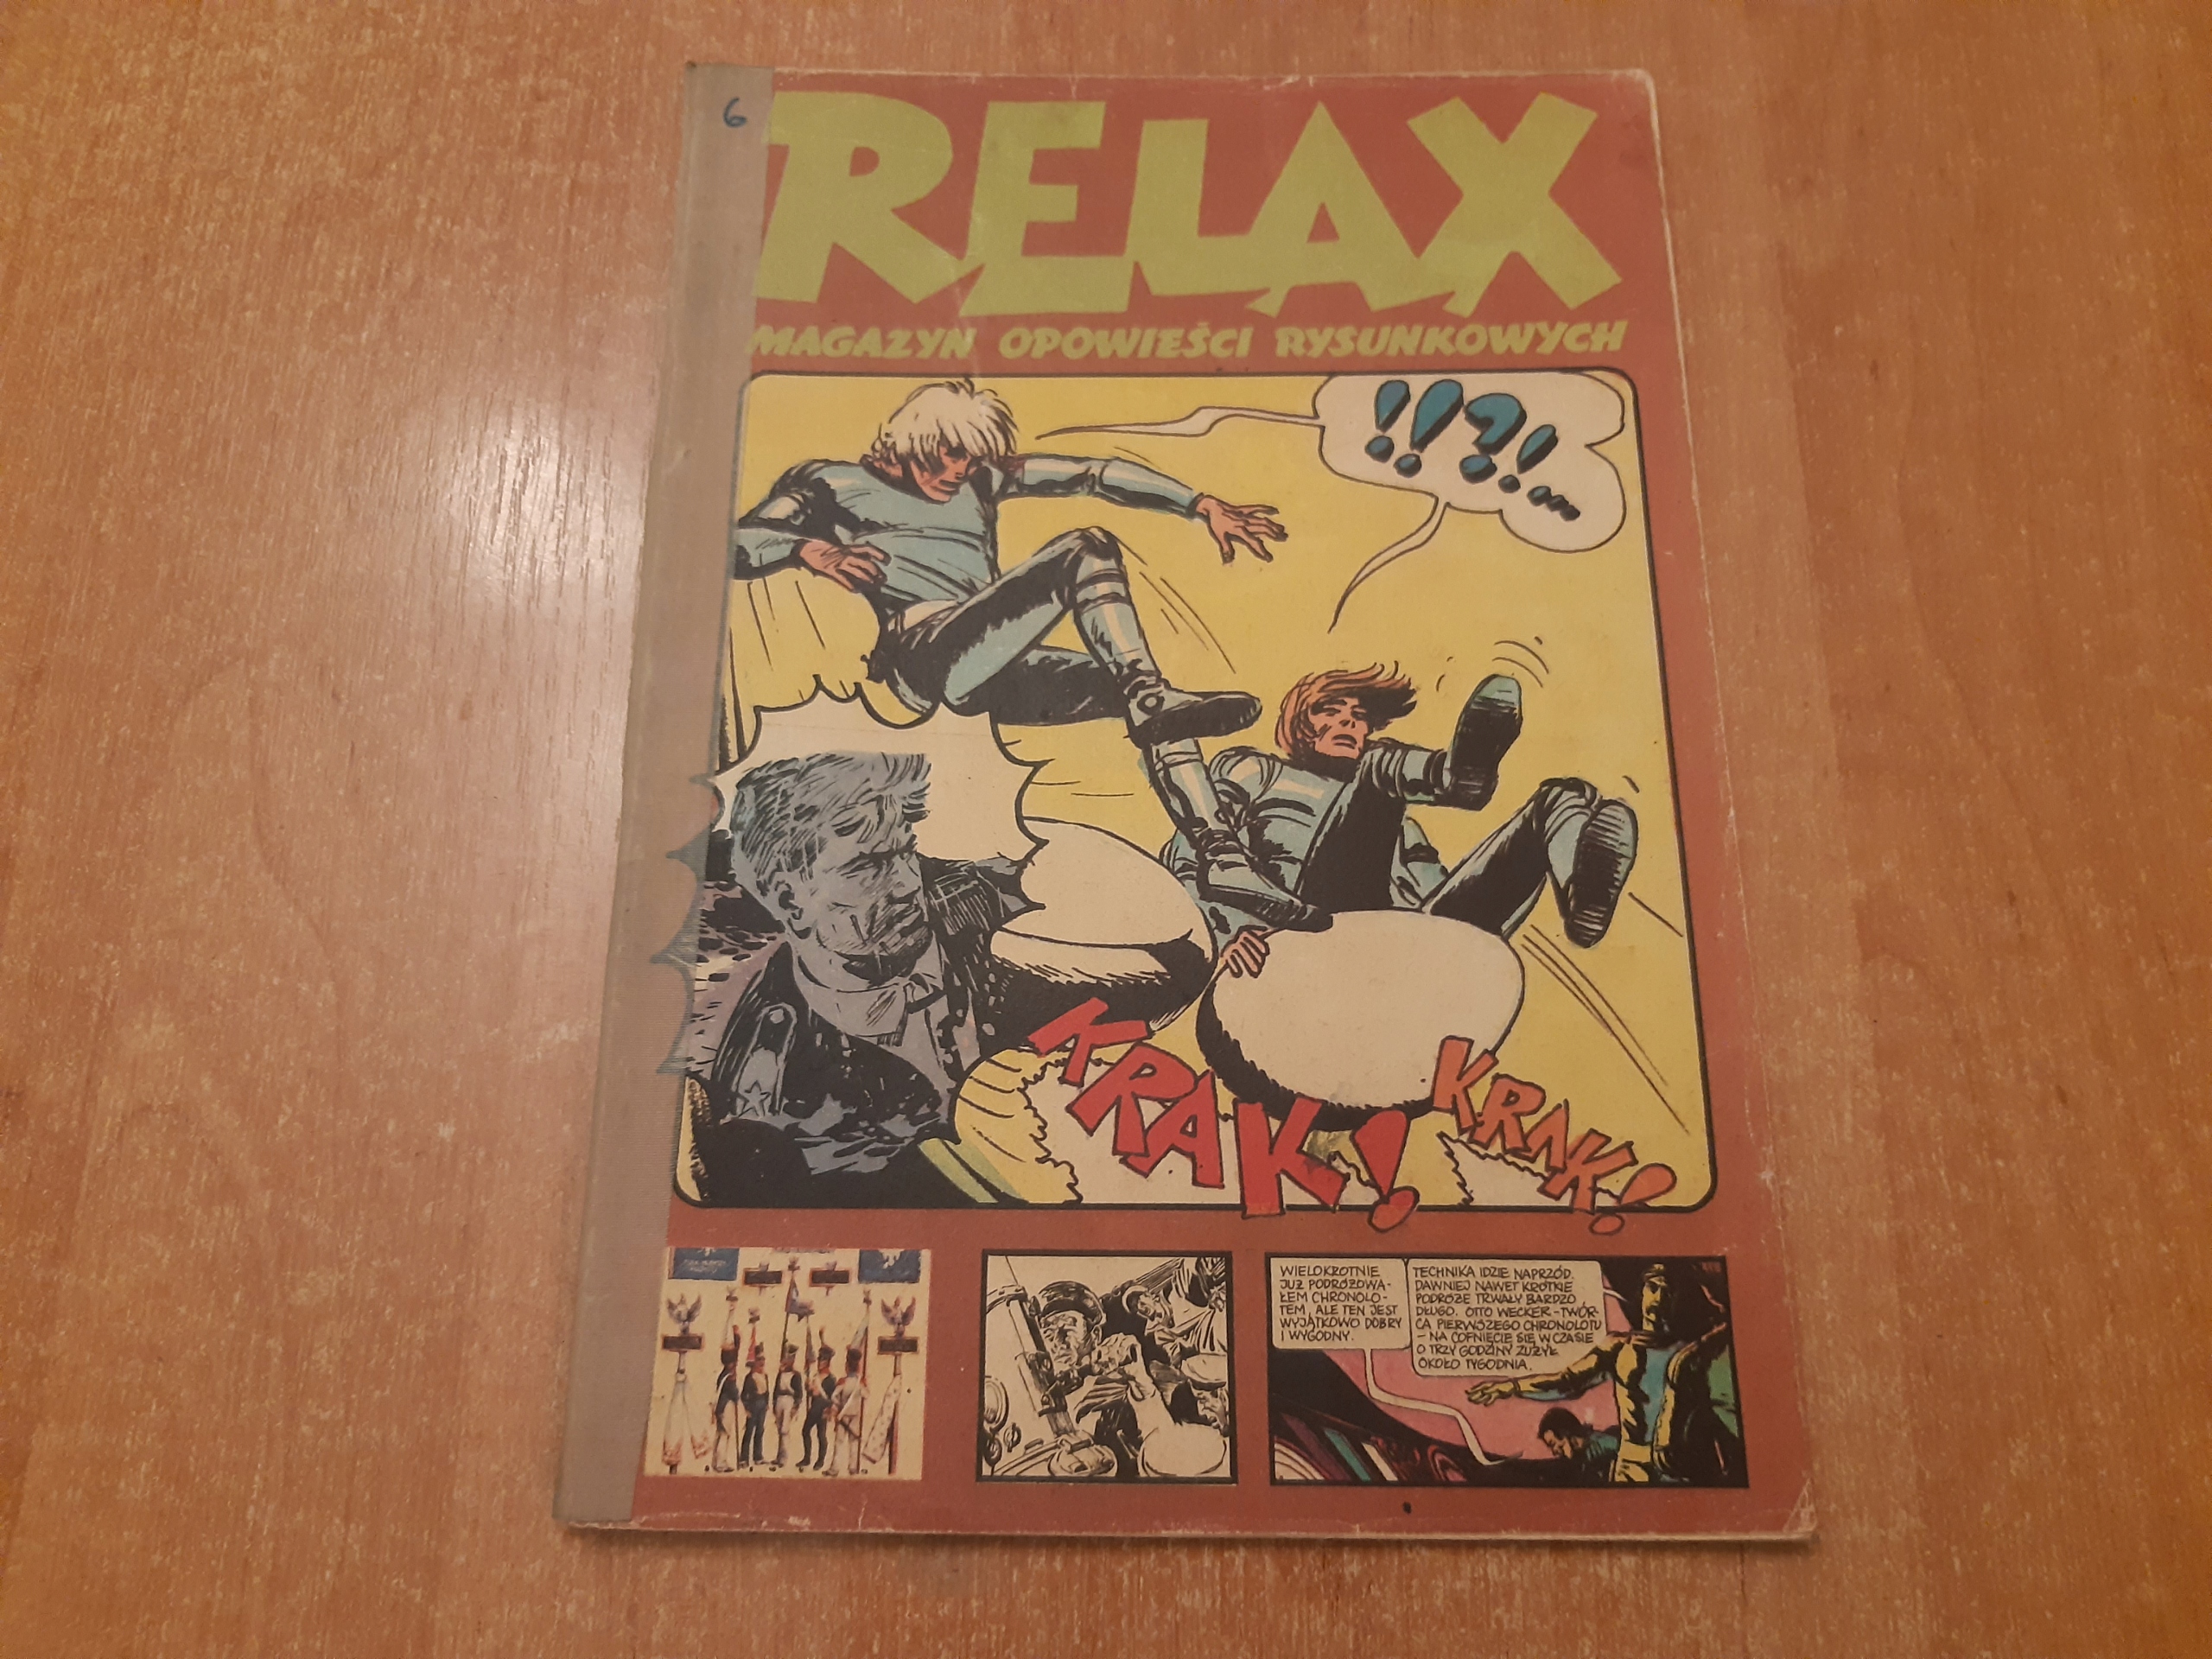 6
RELAX
MAGAZYN OPOWIEŚCI RYSUNKOWYCH
!!?!...
KRAK!
KRAK!
WIELOKROTNIE
JUŻ PODRÓŻOWA-
ŁEM CHRONOLO-
TEM, ALE TEN JEST
WYJĄTKOWO DOBRY
I WYGODNY.
TECHNIKA IDZIE NAPRZÓD.
DAWNIEJ NAWET KRÓTKIE
PODRÓŻE TRWAŁY BARDZO
DŁUGO. OTTO WECKER - TWÓR-
CA PIERWSZEGO CHRONOLOTU
- NA COFNIĘCIE SIĘ W CZASIE
O TRZY GODZINY ZUŻYŁ
OKOŁO TYGODNIA.